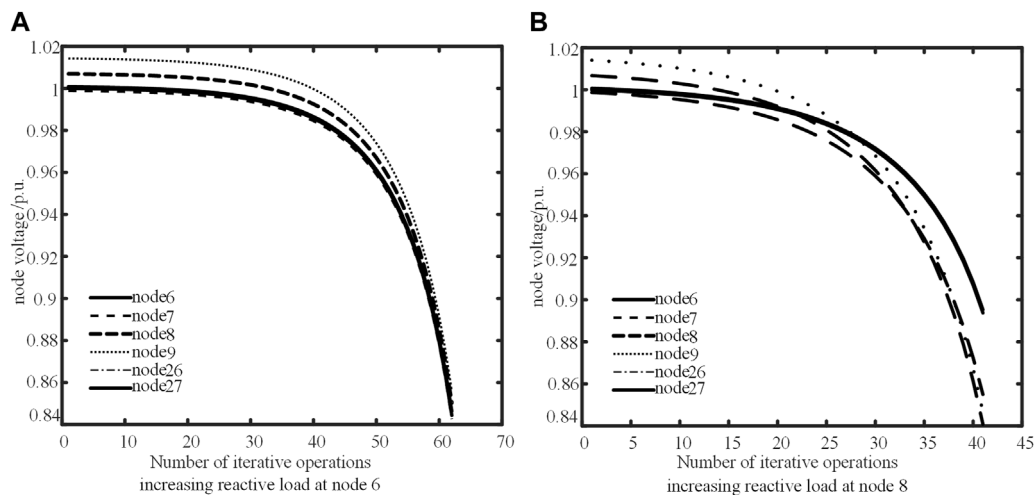 A
1.02
1
0.98
0.96
0.94
0.92
0.9
0.88
0.86
0.84
node voltage/p.u.
node6
node7
node8
node9
node26
node27
0 10 20 30 40 50 60 70
Number of iterative operations
increasing reactive load at node 6
B
1.02
1
0.98
0.96
0.94
0.92
0.9
0.88
0.86
0.84
node voltage/p.u.
node6
node7
node8
node9
node26
node27
0 5 10 15 20 25 30 35 40 45
Number of iterative operations
increasing reactive load at node 8